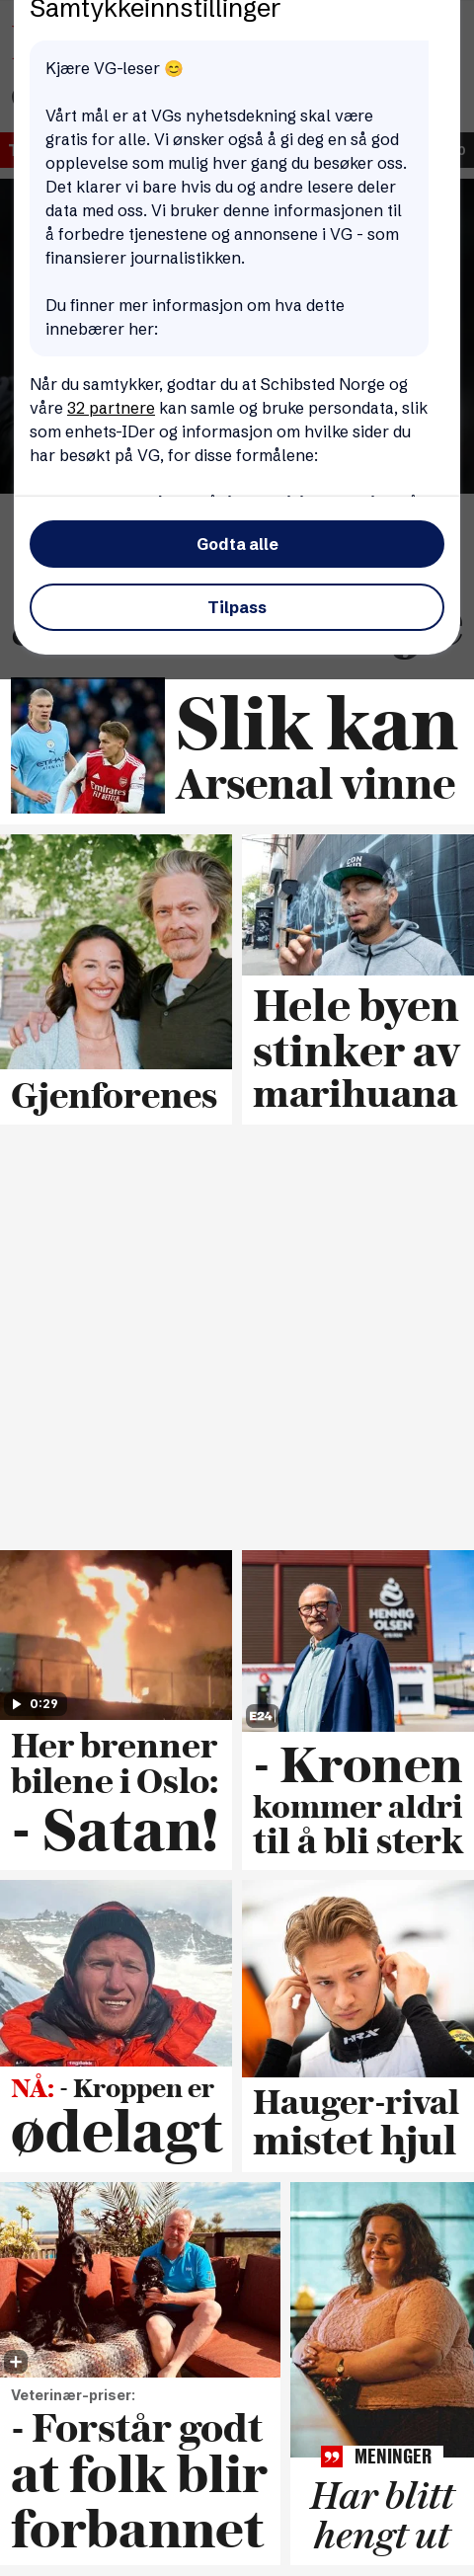 Samtykkeinnstillinger
Kjære VG-leser 😊
Vårt mål er at VGs nyhetsdekning skal være
gratis for alle. Vi ønsker også å gi deg en så god
opplevelse som mulig hver gang du besøker oss.
Det klarer vi bare hvis du og andre lesere deler
data med oss. Vi bruker denne informasjonen til
å forbedre tjenestene og annonsene i VG - som
finansierer journalistikken.
Du finner mer informasjon om hva dette
innebærer her:
Når du samtykker, godtar du at Schibsted Norge og
våre 32 partnere kan samle og bruke persondata, slik
som enhets-IDer og informasjon om hvilke sider du
har besøkt på VG, for disse formålene:
Godta alle
Tilpass
Emirates
FLY BETTER
Slik kan
Arsenal vinne
Gjenforenes
Hele byen
stinker av
marihuana
0:29
Her brenner
bilene i Oslo:
- Satan!
HENNIG
OLSEN
E24
- Kronen
kommer aldri
til å bli sterk
NÅ: - Kroppen er
ødelagt
HRX
Hauger-rival
mistet hjul
Veterinær-priser:
- Forstår godt
at folk blir
forbannet
MENINGER
Har blitt
hengt ut